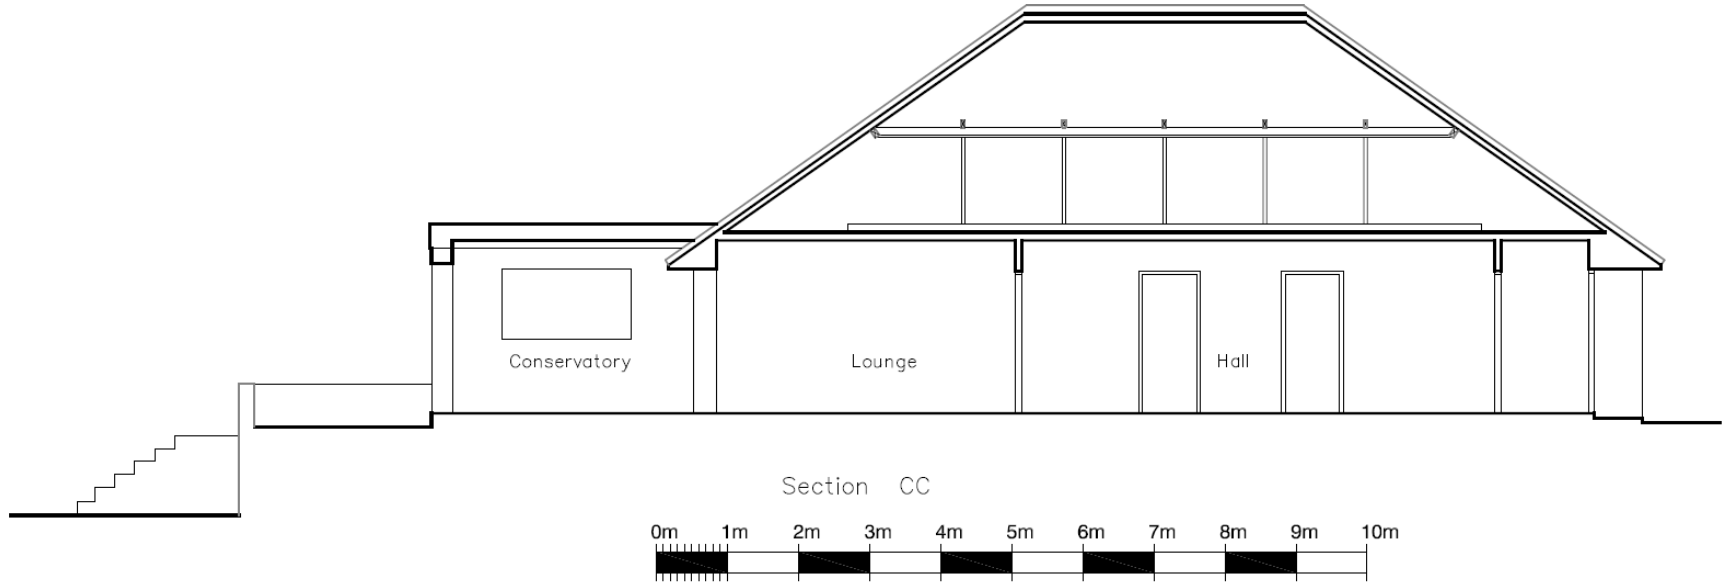 Conservatory Lounge Hall
Section CC
0m 1m 2m 3m 4m 5m 6m 7m 8m 9m 10m